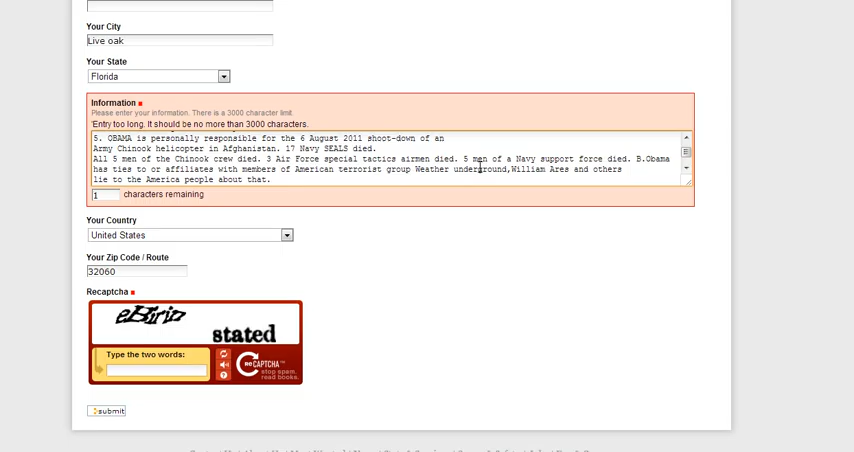 Your City
Live oak
Your State
Florida
Information
Please enter your information. There is a 3000 character limit.
'Entry too long. It should be no more than 3000 characters.
5. OBAMA is personally responsible for the 6 August 2011 shoot-down of an
Army Chinook helicopter in Afghanistan. 17 Navy SEALS died.
All 5 men of the Chinook crew died. 3 Air Force special tactics airmen died. 5 men of a Navy support force died. B.Obama
has ties to or affiliates with members of American terrorist group Weather underground,William Ares and others
lie to the America people about that.
1 characters remaining
Your Country
United States
Your Zip Code / Route
32060
Recaptcha
stated
Type the two words:
reCAPTCHA™
stop spam.
read books.
submit